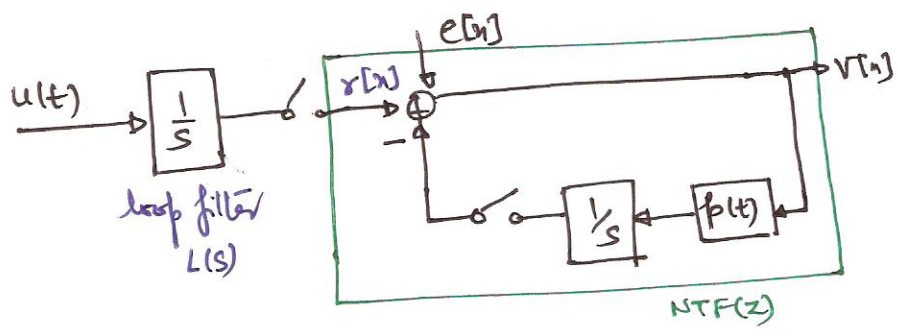 e[n]
u(t)
1/s
r[n]
+
−
V[n]
loop filter
L(s)
1/s
p(t)
NTF(z)